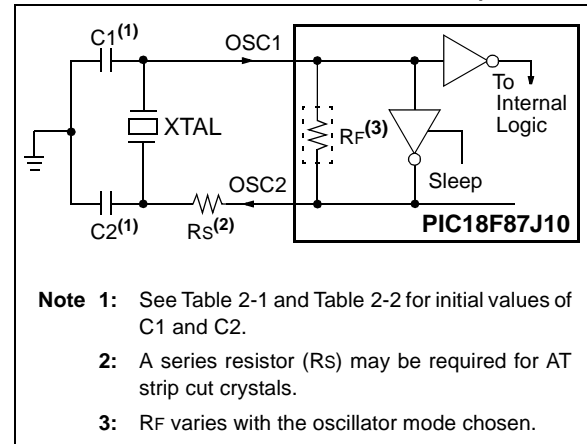 C1(1)
OSC1
To
Internal
Logic
XTAL
RF(3)
Sleep
OSC2
C2(1)
RS(2)
PIC18F87J10
Note 1: See Table 2-1 and Table 2-2 for initial values of
C1 and C2.
2: A series resistor (RS) may be required for AT
strip cut crystals.
3: RF varies with the oscillator mode chosen.